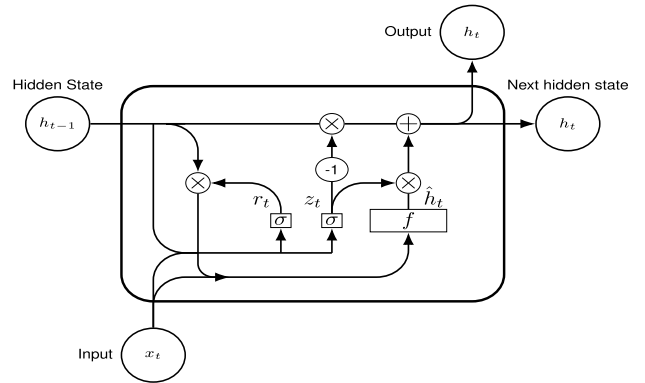 Output
h_t
Hidden State
Next hidden state
h_{t-1}
×
+
h_t
-1
×
r_t
z_t
×
ĥ_t
σ
σ
f
Input
x_t